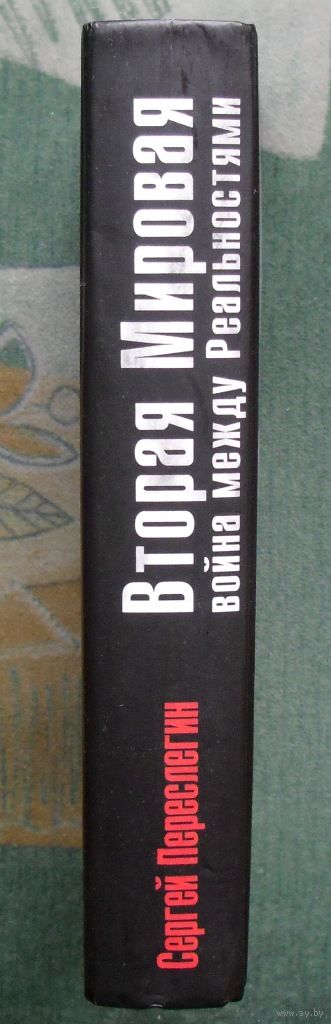 Сергей Переслегин
Вторая Мировая
война между Реальностями
www.ay.by